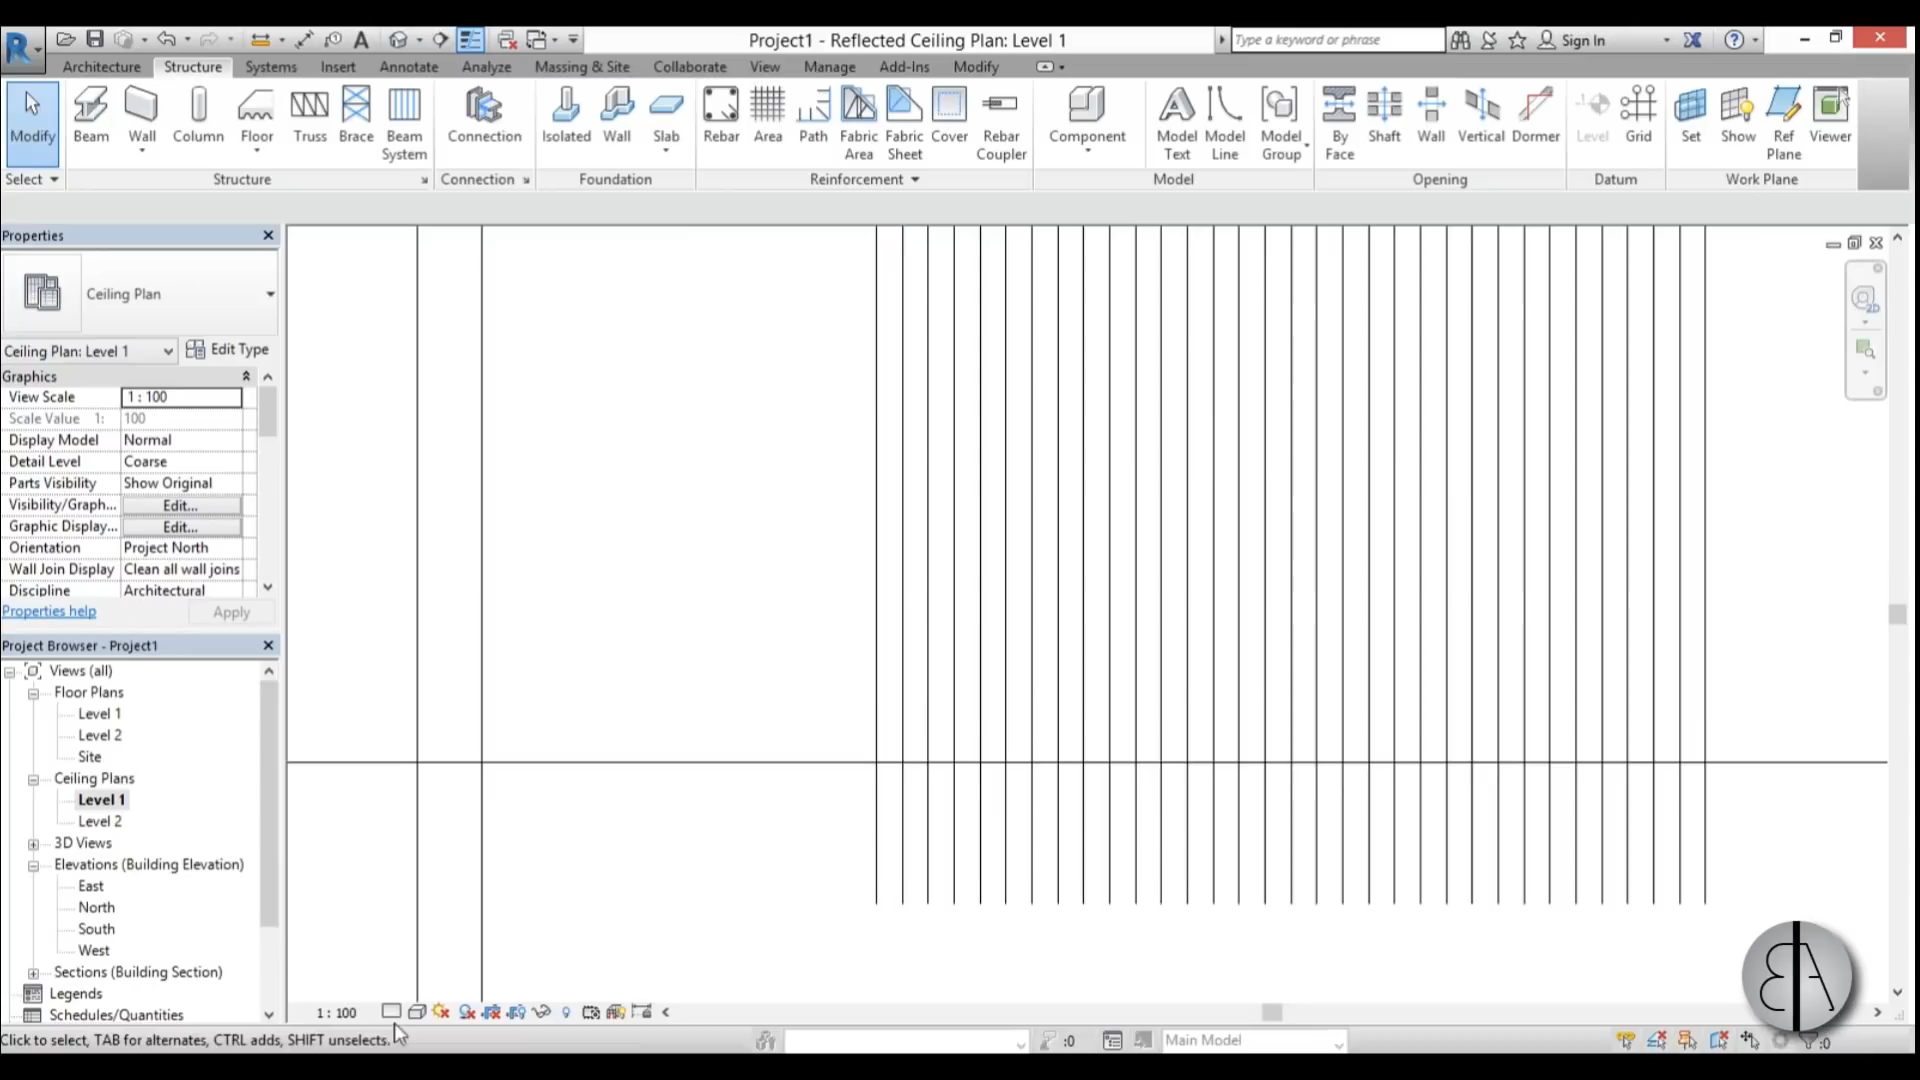 Project1 - Reflected Ceiling Plan: Level 1
Type a keyword or phrase
Sign In
Architecture Structure Systems Insert Annotate Analyze Massing & Site Collaborate View Manage Add-Ins Modify
Modify Beam Wall Column Floor Truss Brace Beam System Connection Isolated Wall Slab Rebar Area Path Fabric Area Fabric Sheet Cover Rebar Coupler Component Model Text Model Line Model Group By Face Shaft Wall Vertical Dormer Level Grid Set Show Ref Plane Viewer
Select Structure Connection Foundation Reinforcement Model Opening Datum Work Plane
Properties
Ceiling Plan
Ceiling Plan: Level 1 Edit Type
Graphics
View Scale 1 : 100
Scale Value 1: 100
Display Model Normal
Detail Level Coarse
Parts Visibility Show Original
Visibility/Graph... Edit...
Graphic Display... Edit...
Orientation Project North
Wall Join Display Clean all wall joins
Discipline Architectural
Properties help Apply
Project Browser - Project1
Views (all)
Floor Plans
Level 1
Level 2
Site
Ceiling Plans
Level 1
Level 2
3D Views
Elevations (Building Elevation)
East
North
South
West
Sections (Building Section)
Legends
Schedules/Quantities
2D
1 : 100
Click to select, TAB for alternates, CTRL adds, SHIFT unselects.
:0
Main Model
:0